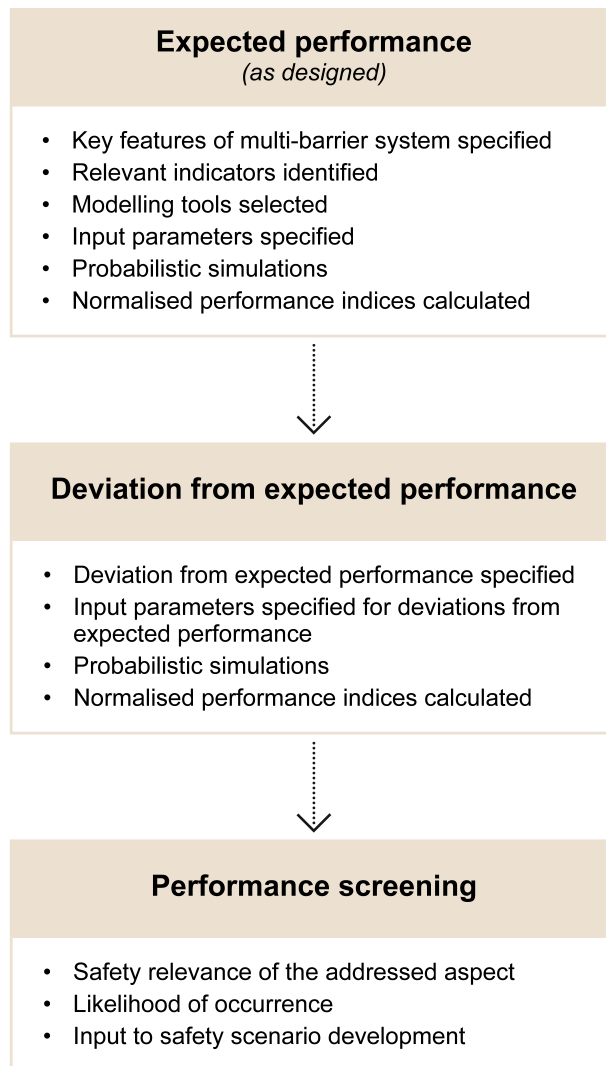 Expected performance
(as designed)
• Key features of multi-barrier system specified
• Relevant indicators identified
• Modelling tools selected
• Input parameters specified
• Probabilistic simulations
• Normalised performance indices calculated
Deviation from expected performance
• Deviation from expected performance specified
• Input parameters specified for deviations from
expected performance
• Probabilistic simulations
• Normalised performance indices calculated
Performance screening
• Safety relevance of the addressed aspect
• Likelihood of occurrence
• Input to safety scenario development